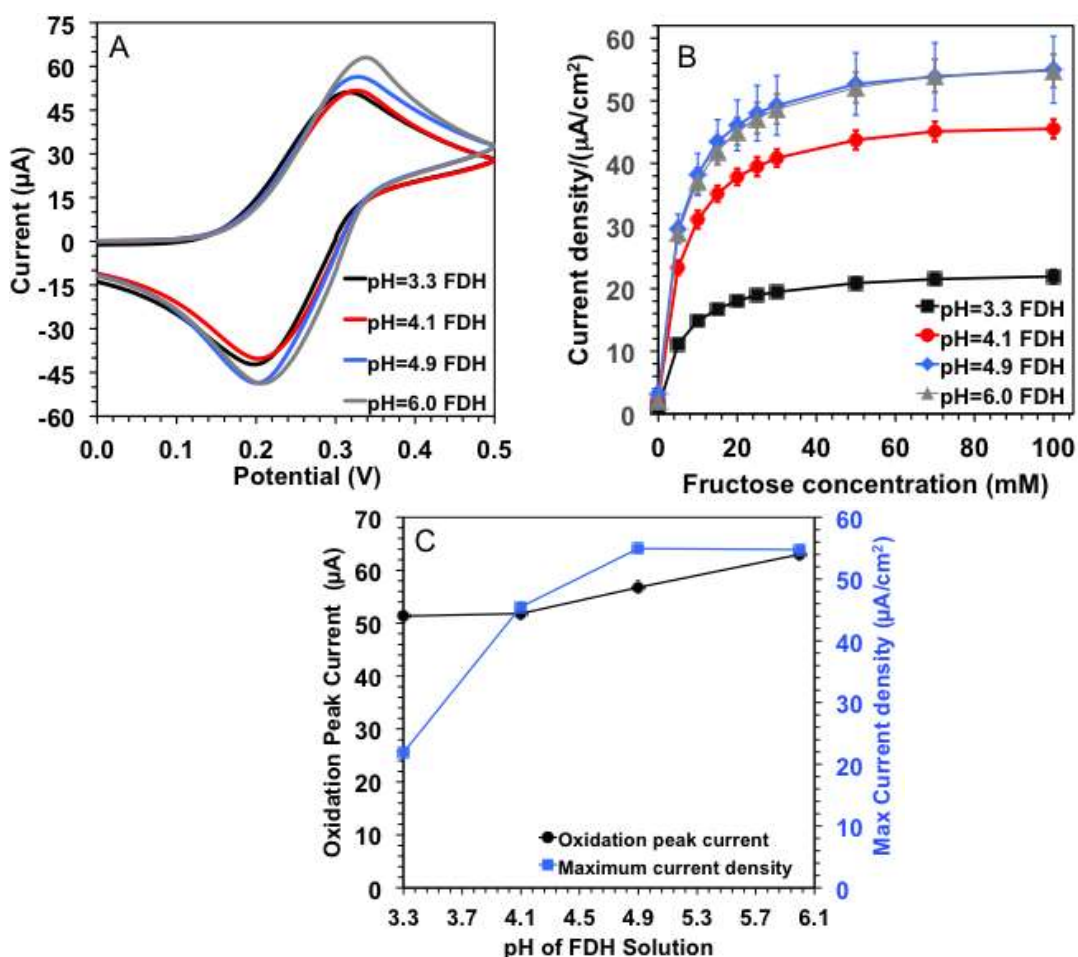 A
Current (µA)
75
60
45
30
15
0
-15
-30
-45
-60
pH=3.3 FDH
pH=4.1 FDH
pH=4.9 FDH
pH=6.0 FDH
0.0 0.1 0.2 0.3 0.4 0.5
Potential (V)
B
Current density/(µA/cm²)
60
50
40
30
20
10
0
pH=3.3 FDH
pH=4.1 FDH
pH=4.9 FDH
pH=6.0 FDH
0 20 40 60 80 100
Fructose concentration (mM)
C
Oxidation Peak Current (µA)
70
60
50
40
30
20
10
0
Oxidation peak current
Maximum current density
60
50
40
30
20
10
0
Max Current density (µA/cm²)
3.3 3.7 4.1 4.5 4.9 5.3 5.7 6.1
pH of FDH Solution